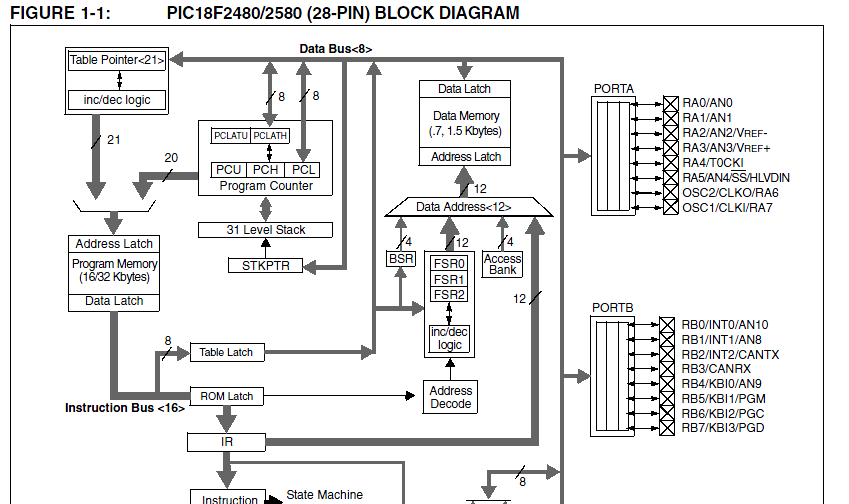 FIGURE 1-1: PIC18F2480/2580 (28-PIN) BLOCK DIAGRAM
Data Bus<8>
Table Pointer<21>
inc/dec logic
21
20
8
8
PCLATU PCLATH
PCU PCH PCL
Program Counter
31 Level Stack
STKPTR
Address Latch
Program Memory
(16/32 Kbytes)
Data Latch
8
Table Latch
Instruction Bus <16>
ROM Latch
IR
Instruction
State Machine
Data Latch
Data Memory
(.7, 1.5 Kbytes)
Address Latch
12
Data Address<12>
4
12
4
BSR
FSR0
FSR1
FSR2
Access
Bank
inc/dec
logic
12
Address
Decode
8
PORTA
RA0/AN0
RA1/AN1
RA2/AN2/VREF-
RA3/AN3/VREF+
RA4/T0CKI
RA5/AN4/SS/HLVDIN
OSC2/CLKO/RA6
OSC1/CLKI/RA7
PORTB
RB0/INT0/AN10
RB1/INT1/AN8
RB2/INT2/CANTX
RB3/CANRX
RB4/KBI0/AN9
RB5/KBI1/PGM
RB6/KBI2/PGC
RB7/KBI3/PGD